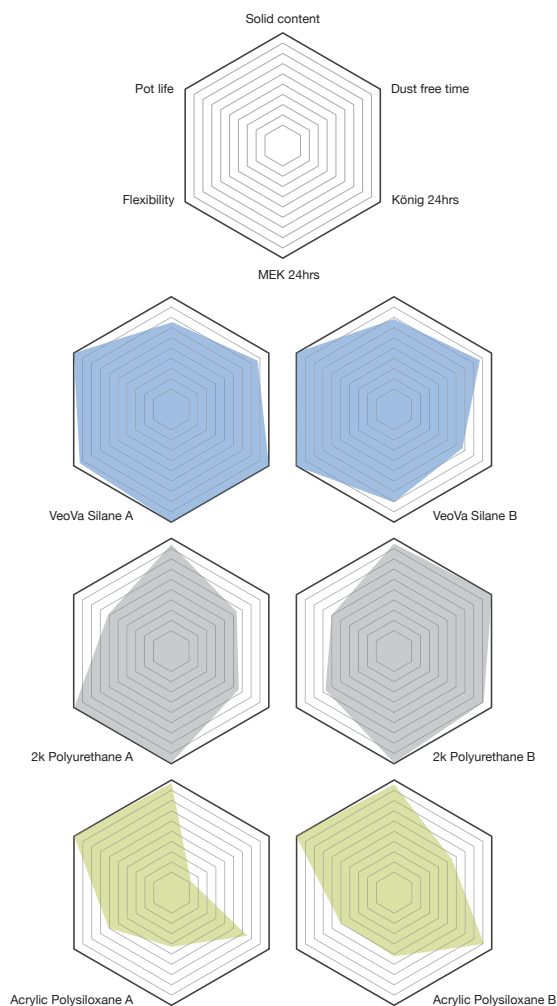 Solid content
Pot life
Dust free time
Flexibility
König 24hrs
MEK 24hrs
VeoVa Silane A
VeoVa Silane B
2k Polyurethane A
2k Polyurethane B
Acrylic Polysiloxane A
Acrylic Polysiloxane B